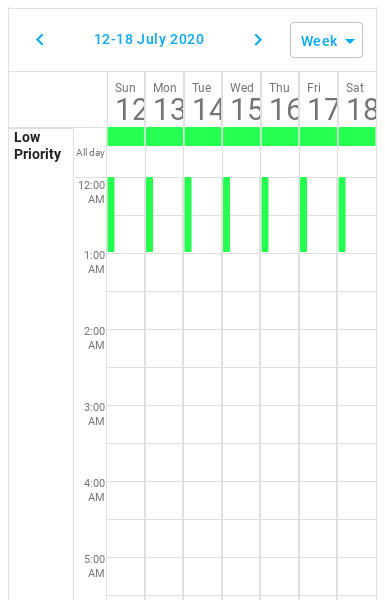 12-18 July 2020
Week
Sun Mon Tue Wed Thu Fri Sat
12 13 14 15 16 17 18
Low
Priority
All day
12:00
AM
1:00
AM
2:00
AM
3:00
AM
4:00
AM
5:00
AM